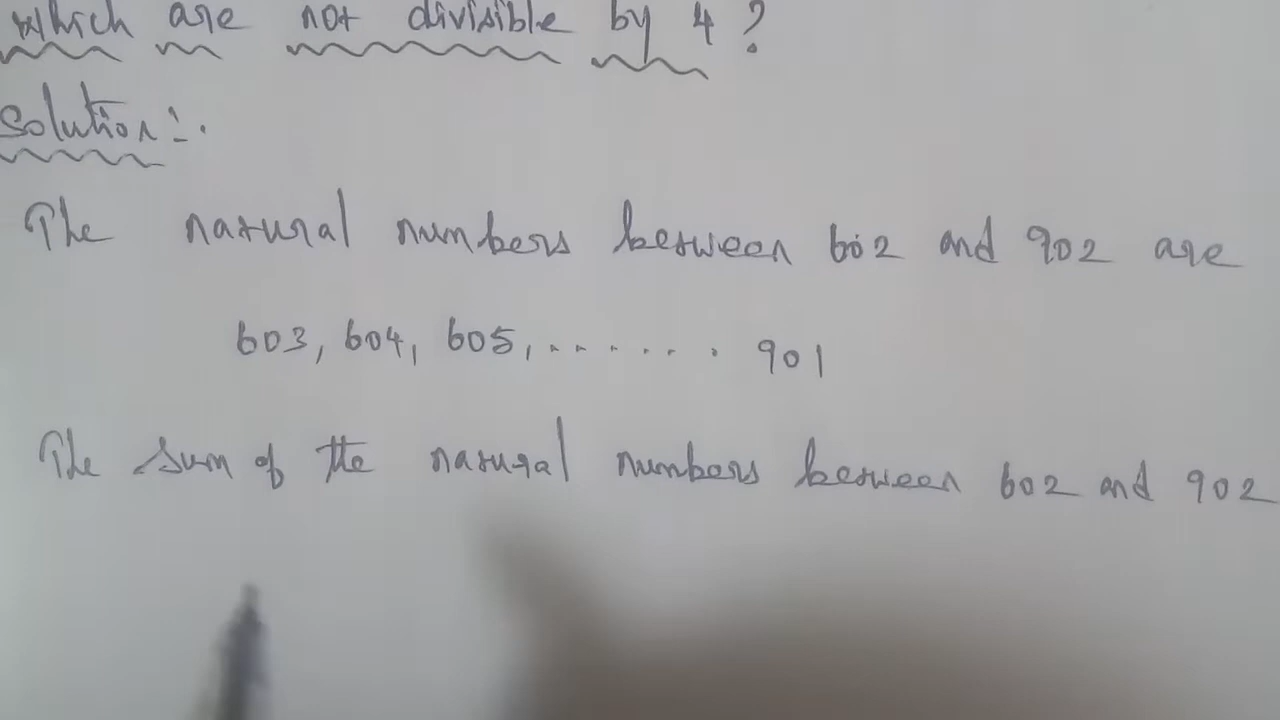 which are not divisible by 4 ?
Solution:-.
The natural numbers between 602 and 902 are
603, 604, 605, ....... 901
The sum of the natural numbers between 602 and 902